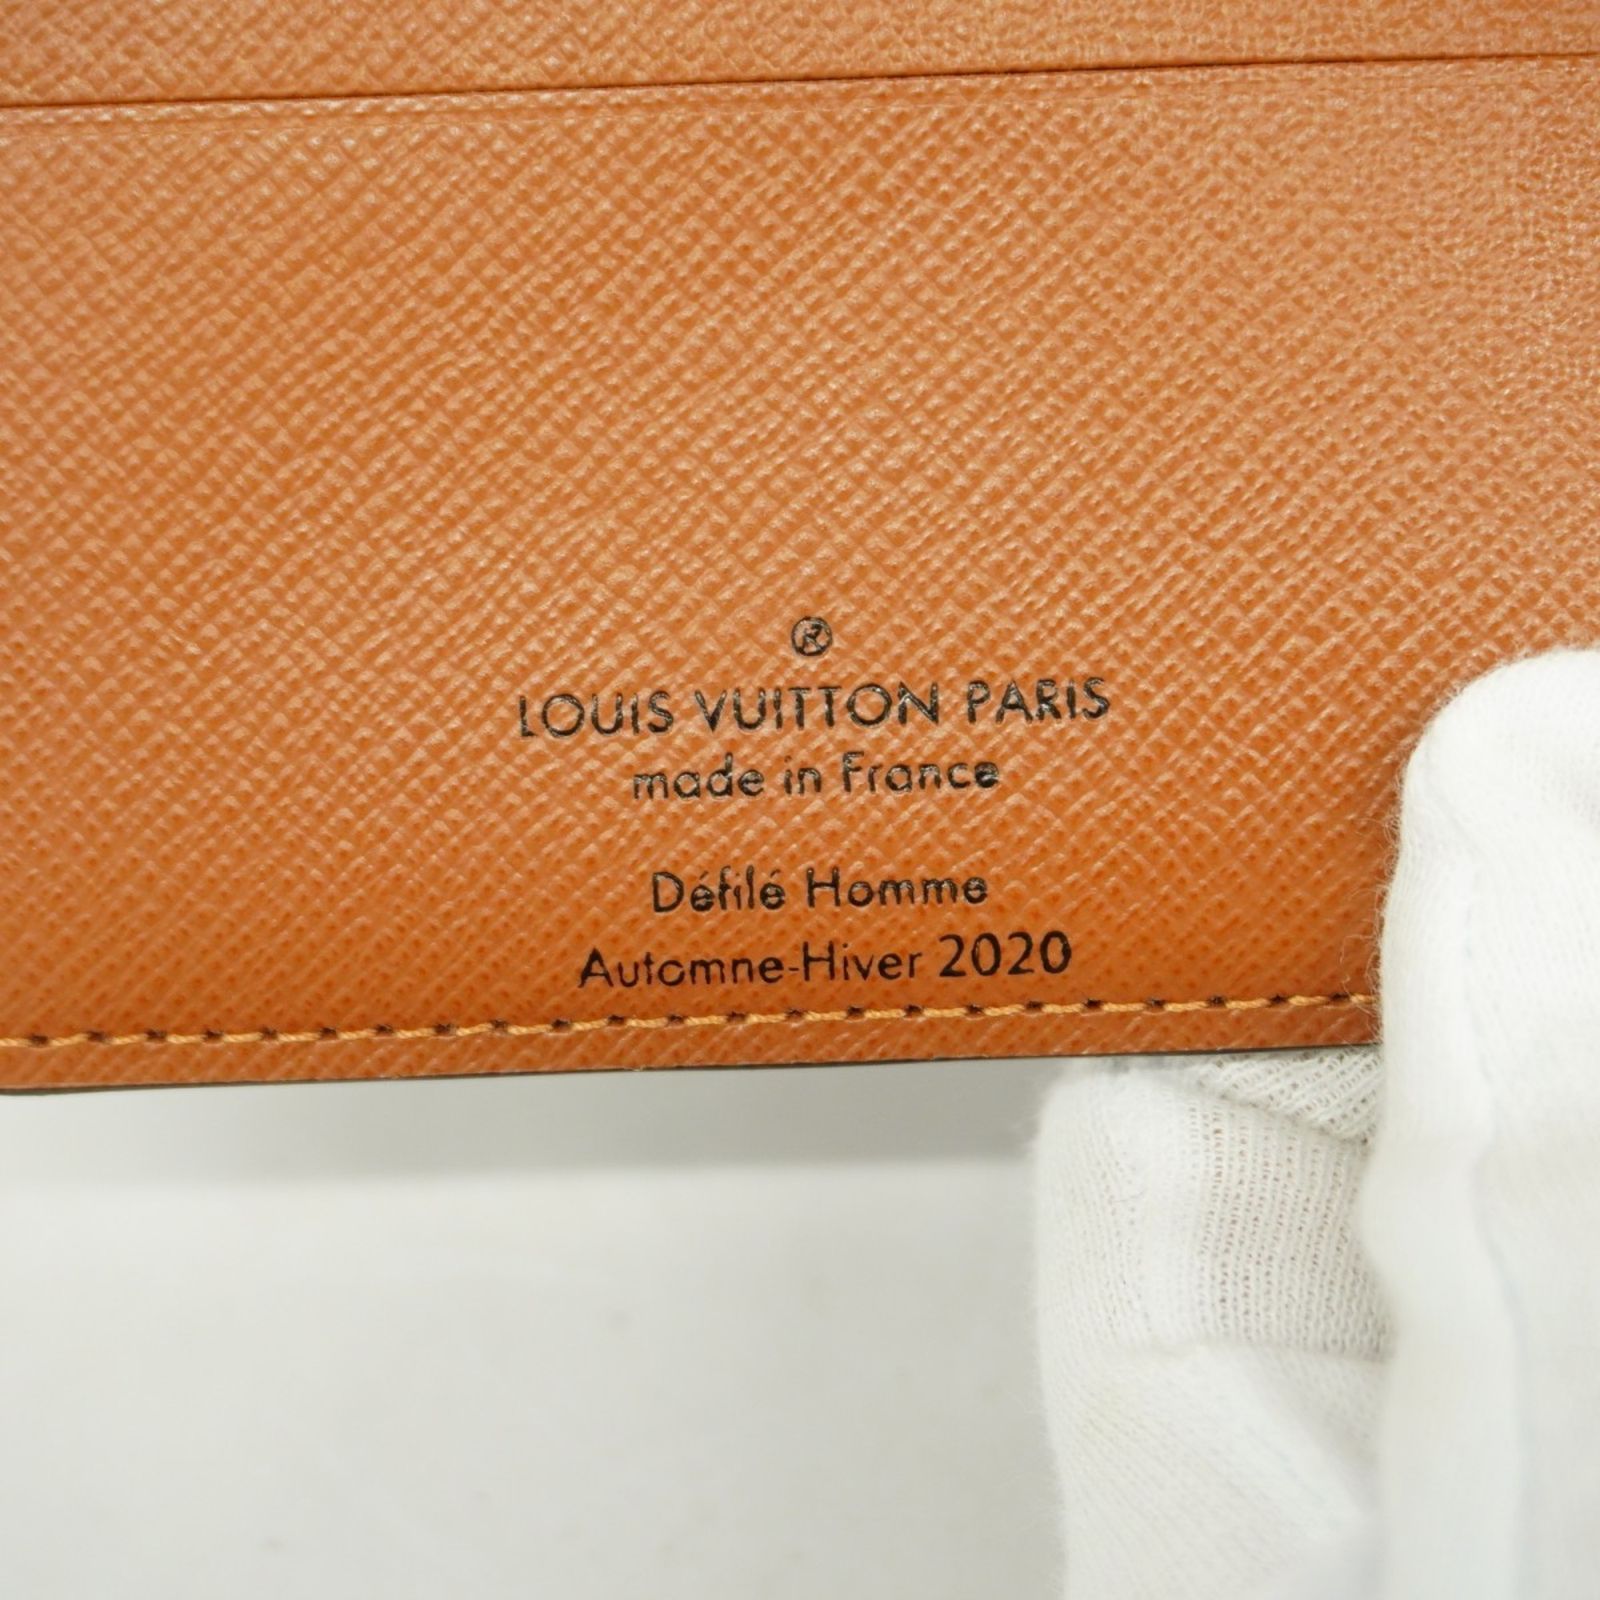 ®
LOUIS VUITTON PARIS
made in France
Défilé Homme
Automne-Hiver 2020